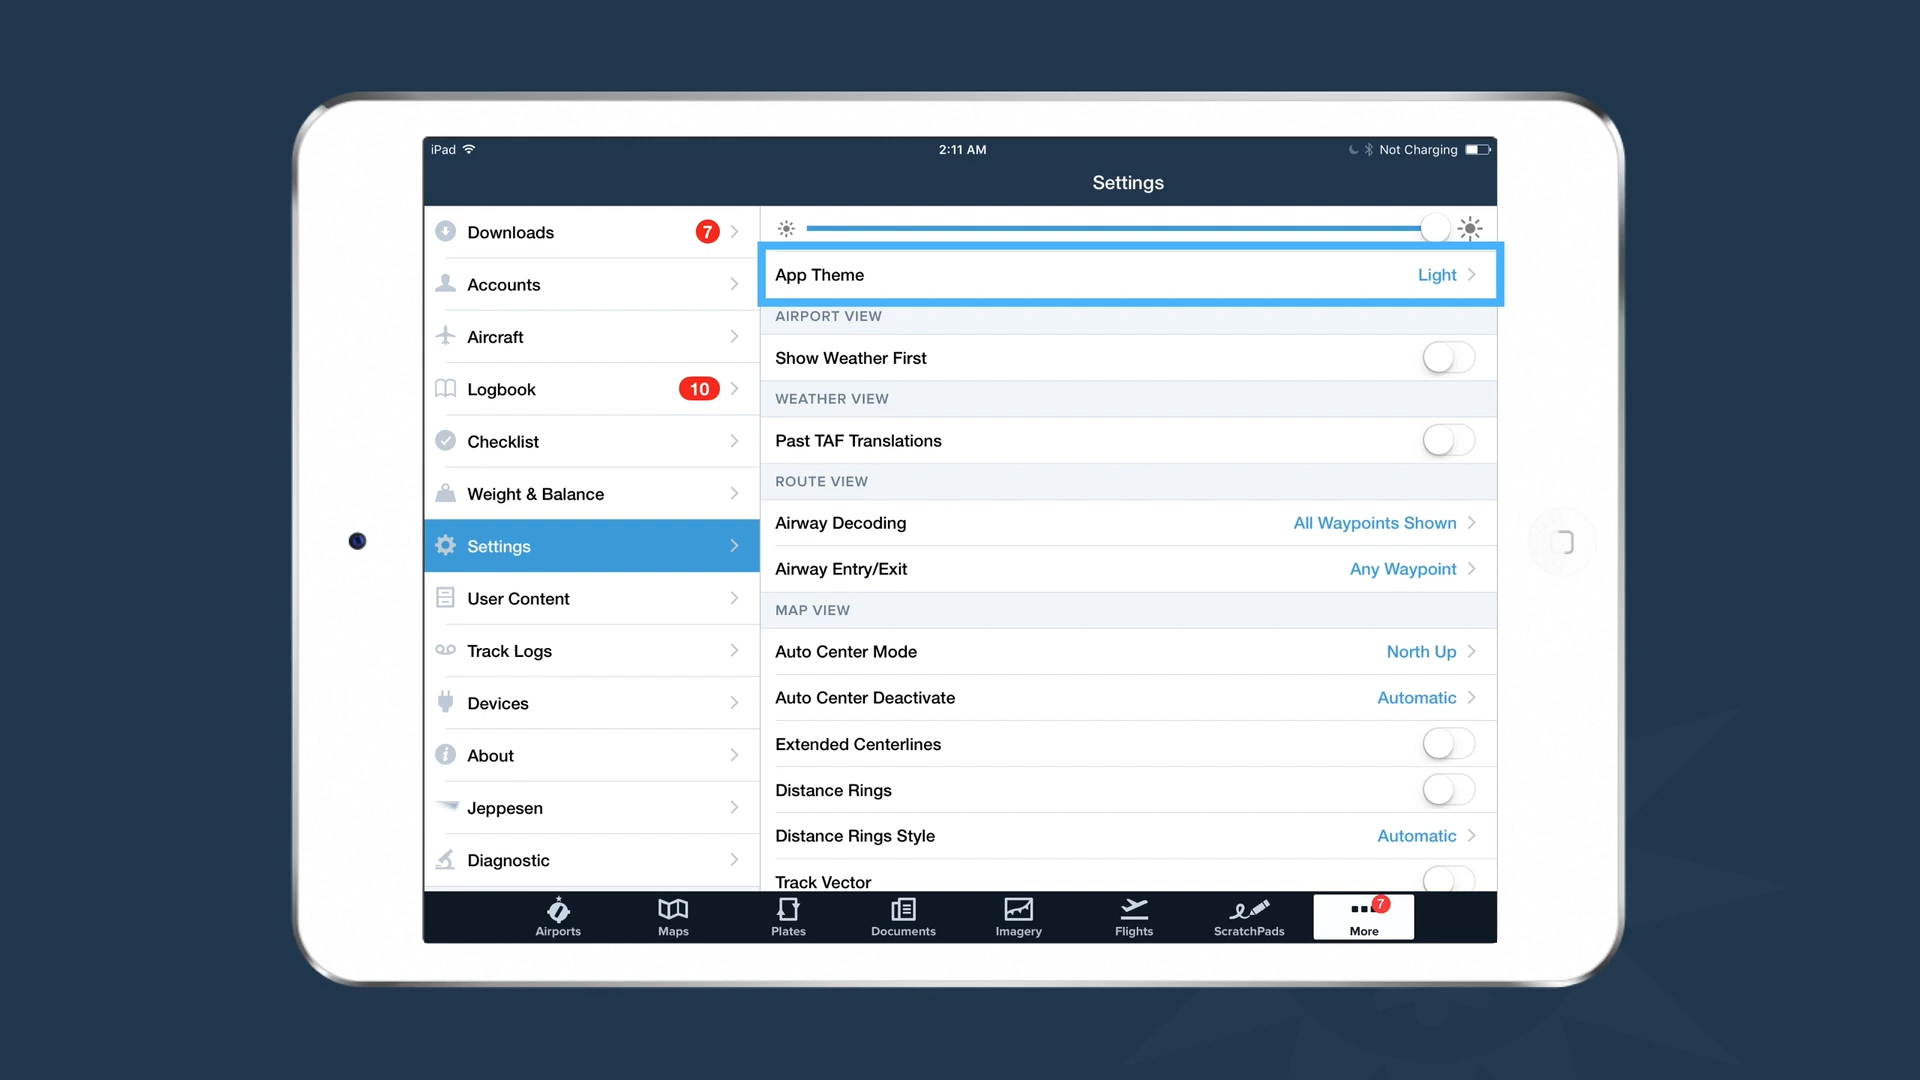 iPad 2:11 AM Not Charging
Settings
Downloads 7
Accounts
Aircraft
Logbook 10
Checklist
Weight & Balance
Settings
User Content
Track Logs
Devices
About
Jeppesen
Diagnostic
App Theme Light
AIRPORT VIEW
Show Weather First
WEATHER VIEW
Past TAF Translations
ROUTE VIEW
Airway Decoding All Waypoints Shown
Airway Entry/Exit Any Waypoint
MAP VIEW
Auto Center Mode North Up
Auto Center Deactivate Automatic
Extended Centerlines
Distance Rings
Distance Rings Style Automatic
Track Vector
7
Airports Maps Plates Documents Imagery Flights ScratchPads More